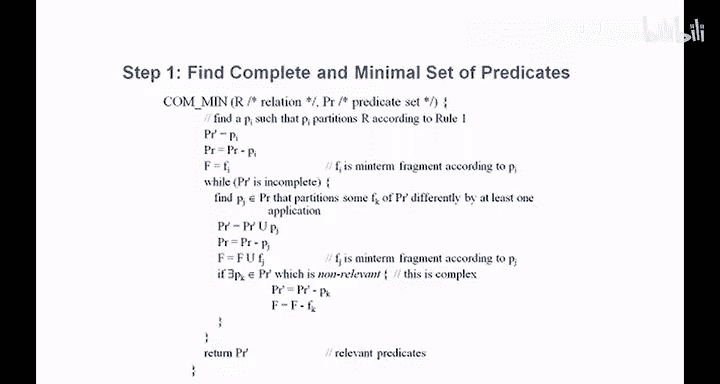 bilibili
Step 1: Find Complete and Minimal Set of Predicates
COM_MIN (R /* relation */, Pr /* predicate set */) {
// find a pi such that pi partitions R according to Rule 1
Pr' = pi
Pr = Pr - pi
F = fi // fi is minterm fragment according to pi
while (Pr' is incomplete) {
find pj ∈ Pr that partitions some fk of Pr' differently by at least one
application
Pr' = Pr' U pj
Pr = Pr - pj
F = F U fj // fj is minterm fragment according to pj
if ∃pk ∈ Pr' which is non-relevant { // this is complex
Pr' = Pr' - pk
F = F - fk
}
}
return Pr' // relevant predicates
}